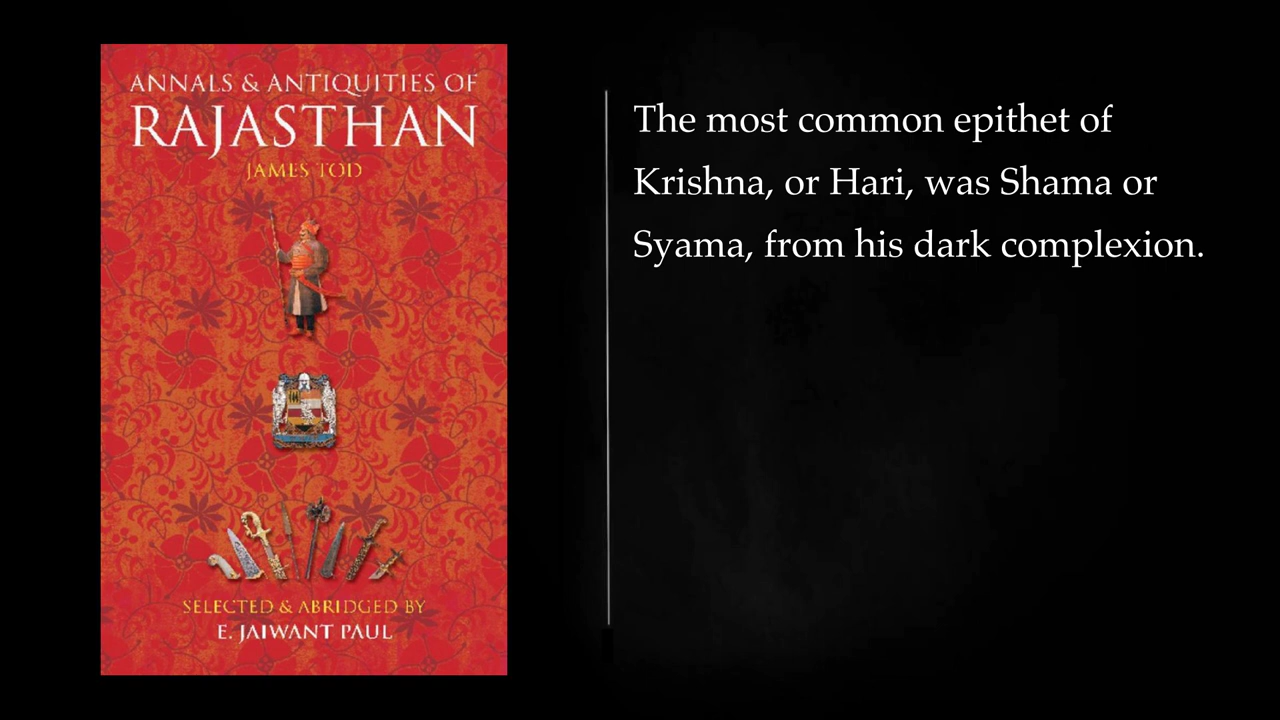 ANNALS & ANTIQUITIES OF
RAJASTHAN
JAMES TOD
SELECTED & ABRIDGED BY
E. JAIWANT PAUL
The most common epithet of
Krishna, or Hari, was Shama or
Syama, from his dark complexion.